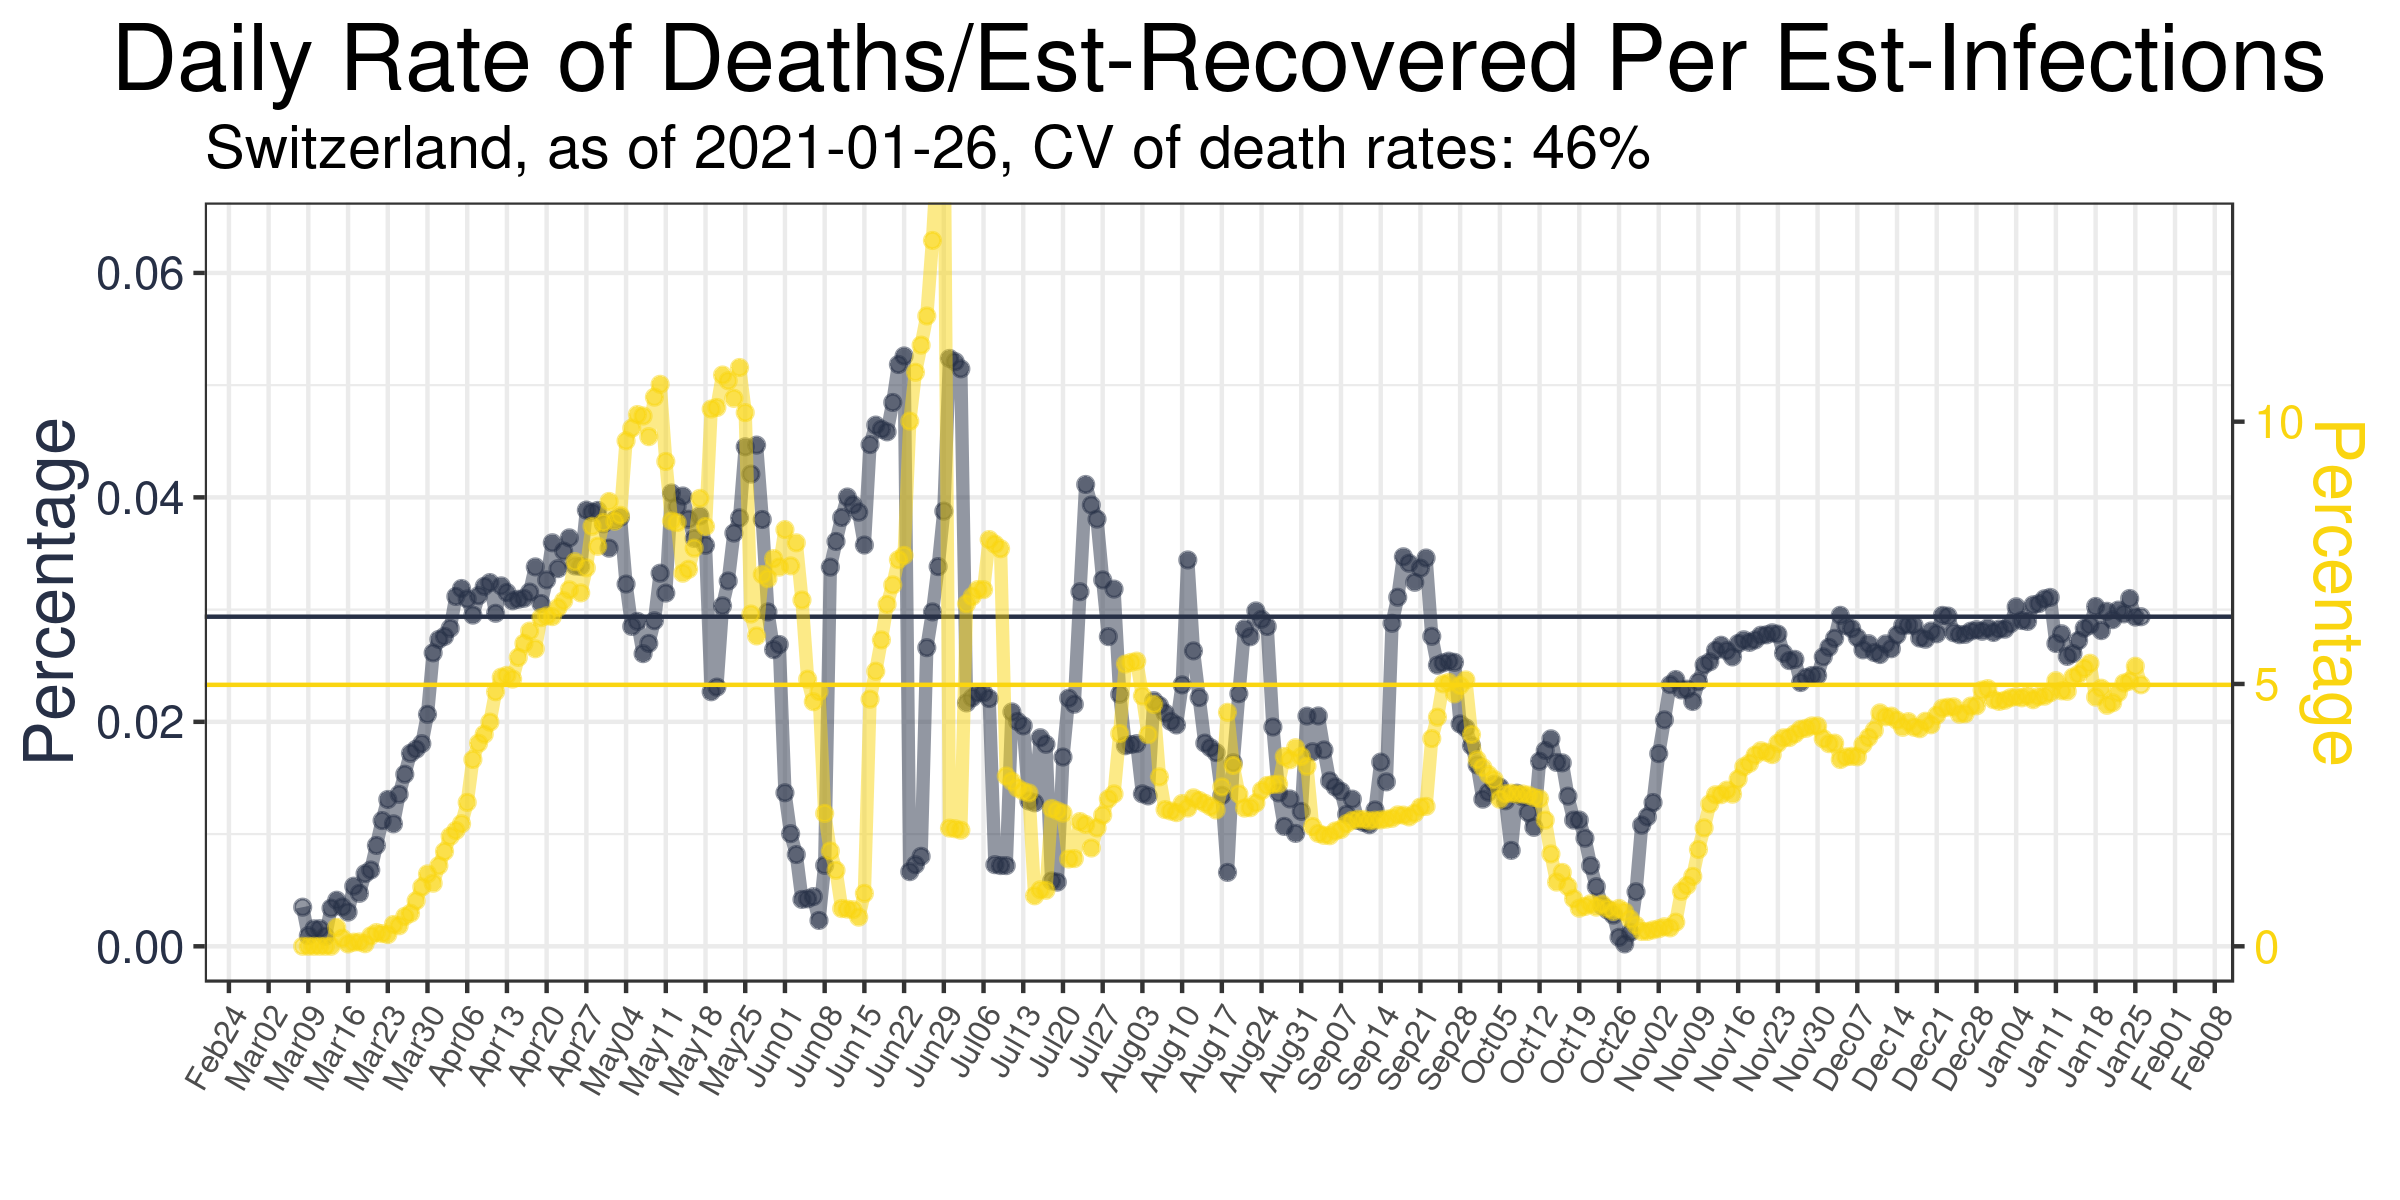 Daily Rate of Deaths/Est-Recovered Per Est-Infections
Switzerland, as of 2021-01-26, CV of death rates: 46%
Percentage
0.06
0.04
0.02
0.00
10
5
0
Percentage
Feb24
Mar02
Mar09
Mar16
Mar23
Mar30
Apr06
Apr13
Apr20
Apr27
May04
May11
May18
May25
Jun01
Jun08
Jun15
Jun22
Jun29
Jul06
Jul13
Jul20
Jul27
Aug03
Aug10
Aug17
Aug24
Aug31
Sep07
Sep14
Sep21
Sep28
Oct05
Oct12
Oct19
Oct26
Nov02
Nov09
Nov16
Nov23
Nov30
Dec07
Dec14
Dec21
Dec28
Jan04
Jan11
Jan18
Jan25
Feb01
Feb08